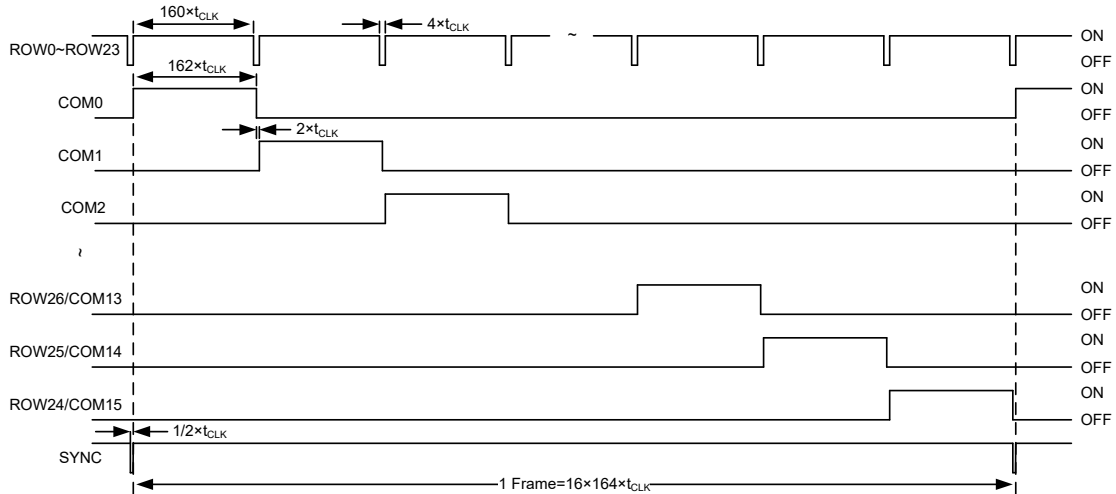 160×tCLK
4×tCLK
ROW0~ROW23
~
ON
OFF
162×tCLK
COM0
ON
OFF
2×tCLK
COM1
ON
OFF
COM2
ON
OFF
~
ROW26/COM13
ON
OFF
ROW25/COM14
ON
OFF
ROW24/COM15
ON
OFF
1/2×tCLK
SYNC
1 Frame=16×164×tCLK